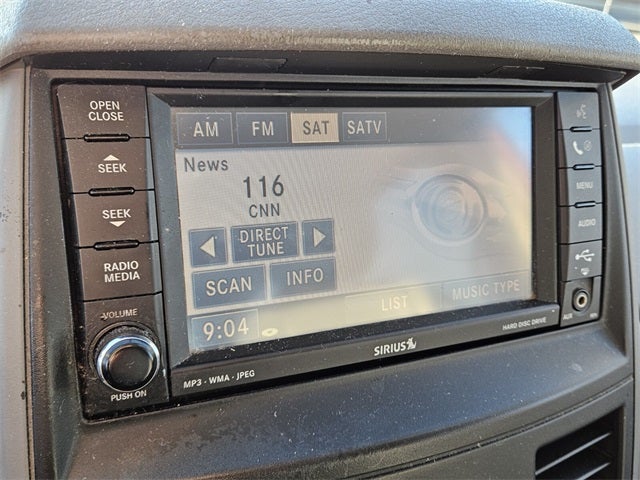 OPEN
CLOSE
SEEK
SEEK
RADIO
MEDIA
VOLUME
PUSH ON
AM FM SAT SATV
News
116
CNN
DIRECT
TUNE
SCAN INFO
LIST MUSIC TYPE
9:04
MENU
AUDIO
AUX
HARD DISC DRIVE
SIRIUS
MP3 - WMA - JPEG